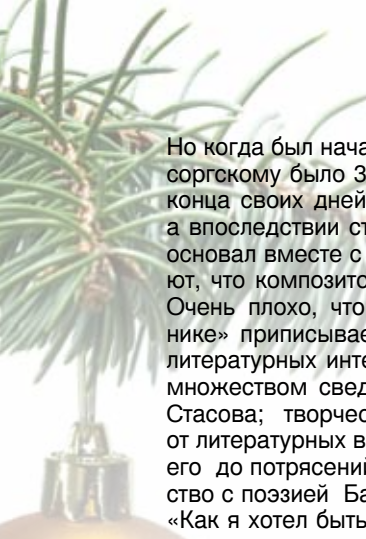 Но когда был нача
соргскому было 3
конца своих дней
а впоследствии ст
основал вместе с
ют, что композито
Очень плохо, что
нике» приписывае
литературных инте
множеством свед
Стасова; творчес
от литературных в
его до потрясений
ство с поэзией Ба
«Как я хотел быть